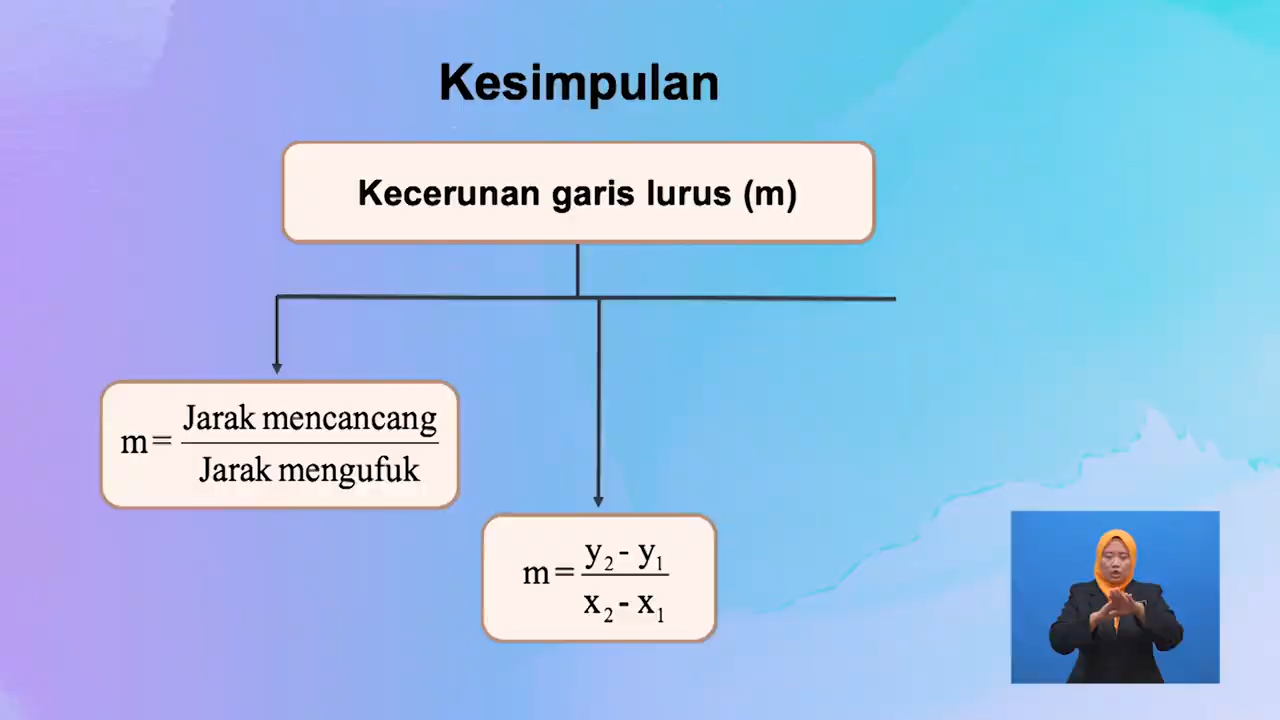 Kesimpulan
Kecerunan garis lurus (m)
m = Jarak mencancang / Jarak mengufuk
m = y₂ - y₁ / x₂ - x₁